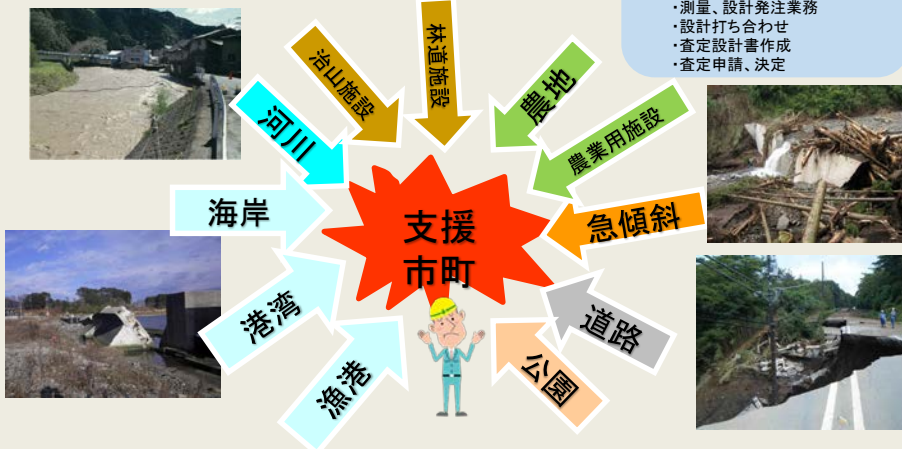 ・測量、設計発注業務
・設計打ち合わせ
・査定設計書作成
・査定申請、決定
林道施設
治山施設
農地
河川
農業用施設
海岸
急傾斜
支援
市町
港湾
道路
漁港
公園